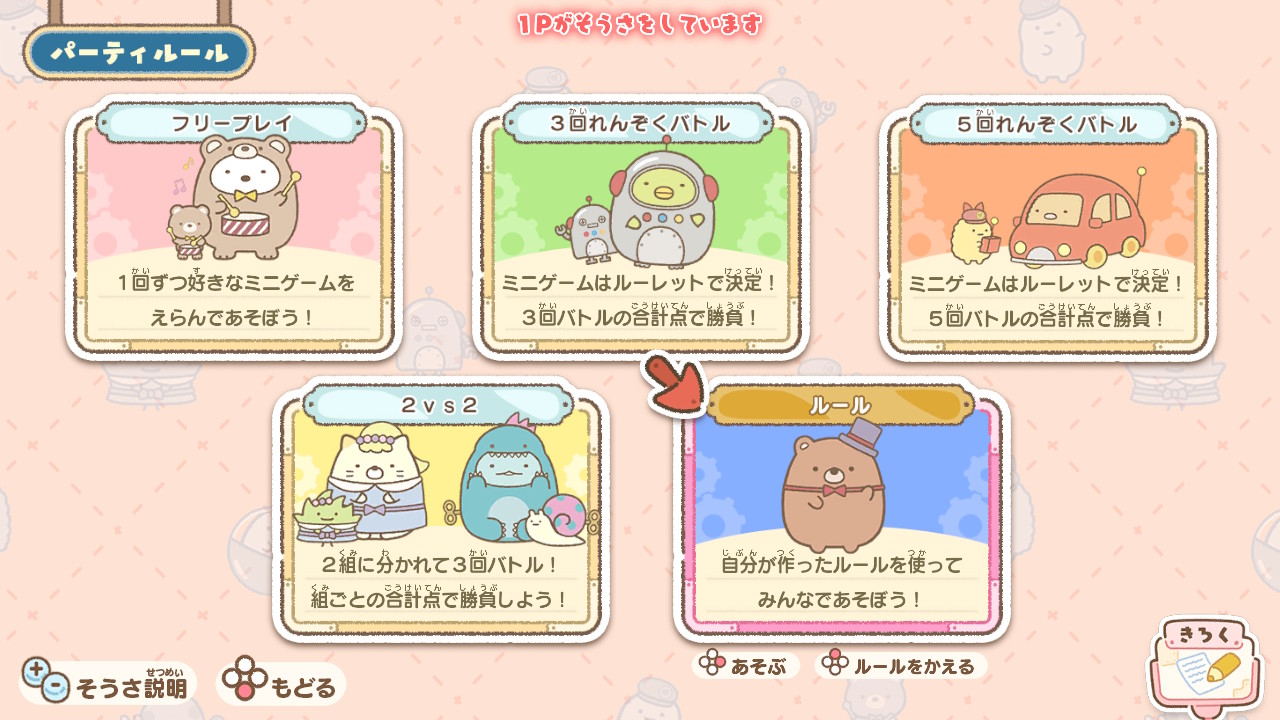 1Pがそうさをしています
パーティルール
フリープレイ
1回ずつ好きなミニゲームを
えらんであそぼう！
3回れんぞくバトル
ミニゲームはルーレットで決定！
3回バトルの合計点で勝負！
5回れんぞくバトル
ミニゲームはルーレットで決定！
5回バトルの合計点で勝負！
2vs2
2組に分かれて3回バトル！
組ごとの合計点で勝負しよう！
ルール
自分が作ったルールを使って
みんなであそぼう！
そうさ説明
もどる
あそぶ
ルールをかえる
きろく